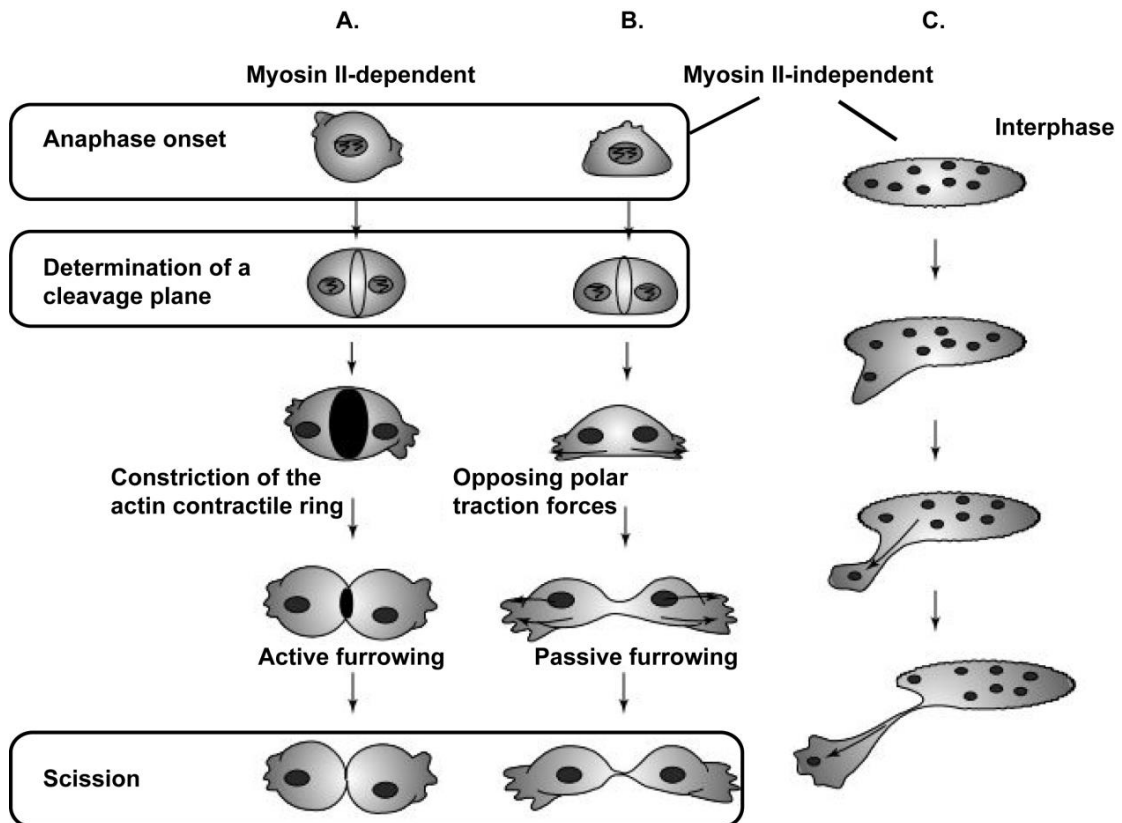 A.
B.
C.
Myosin II-dependent
Myosin II-independent
Anaphase onset
Interphase
Determination of a
cleavage plane
Constriction of the
actin contractile ring
Opposing polar
traction forces
Active furrowing
Passive furrowing
Scission